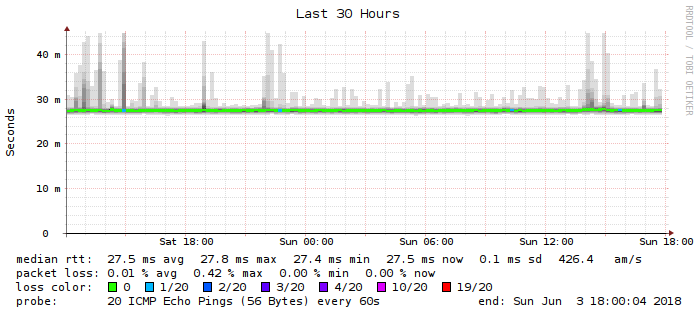 Last 30 Hours
RRDTOOL / TOBI OETIKER
Seconds
40 m
30 m
20 m
10 m
0
Sat 18:00 Sun 00:00 Sun 06:00 Sun 12:00 Sun 18:00
median rtt: 27.5 ms avg 27.8 ms max 27.4 ms min 27.5 ms now 0.1 ms sd 426.4 am/s
packet loss: 0.01 % avg 0.42 % max 0.00 % min 0.00 % now
loss color: 0 1/20 2/20 3/20 4/20 10/20 19/20
probe: 20 ICMP Echo Pings (56 Bytes) every 60s end: Sun Jun 3 18:00:04 2018